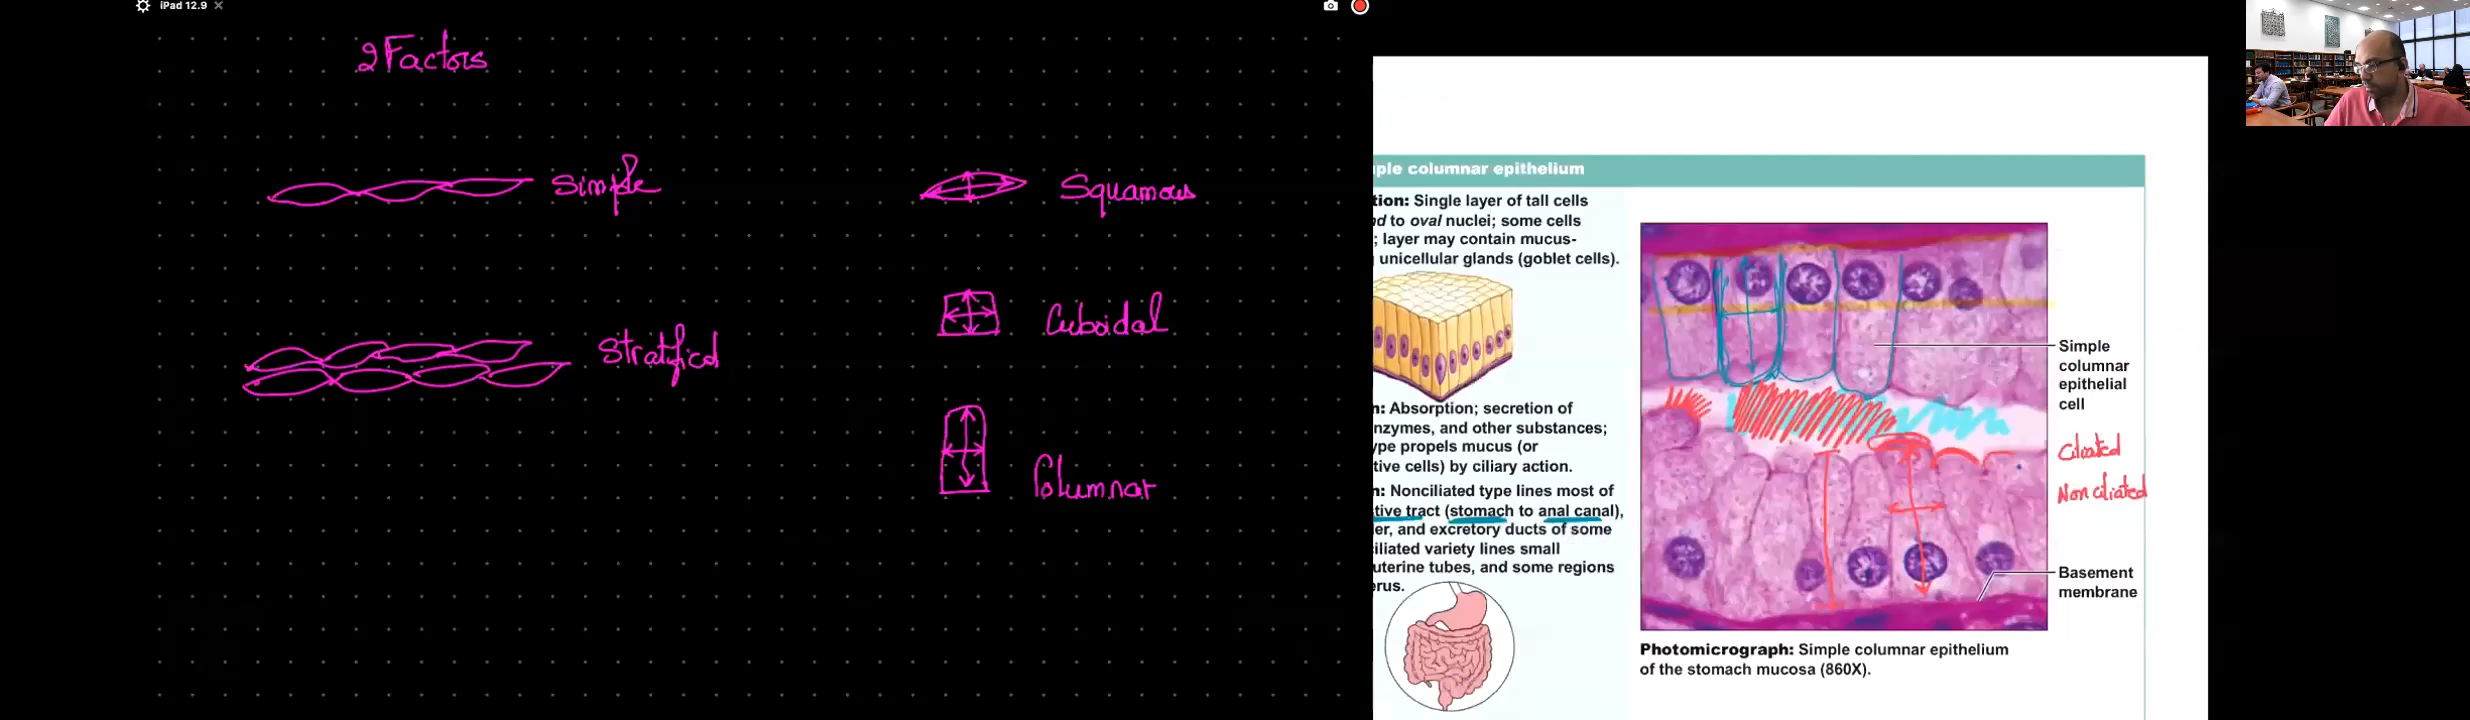 iPad 12.9
2 Factors
Simple
Squamous
Cuboidal
Stratified
Columnar
ple columnar epithelium
tion: Single layer of tall cells
nd to oval nuclei; some cells
; layer may contain mucus-
unicellular glands (goblet cells).
n: Absorption; secretion of
nzymes, and other substances;
ype propels mucus (or
tive cells) by ciliary action.
n: Nonciliated type lines most of
tive tract (stomach to anal canal),
er, and excretory ducts of some
iliated variety lines small
uterine tubes, and some regions
erus.
Simple
columnar
epithelial
cell
Ciliated
Non ciliated
Basement
membrane
Photomicrograph: Simple columnar epithelium
of the stomach mucosa (860X).